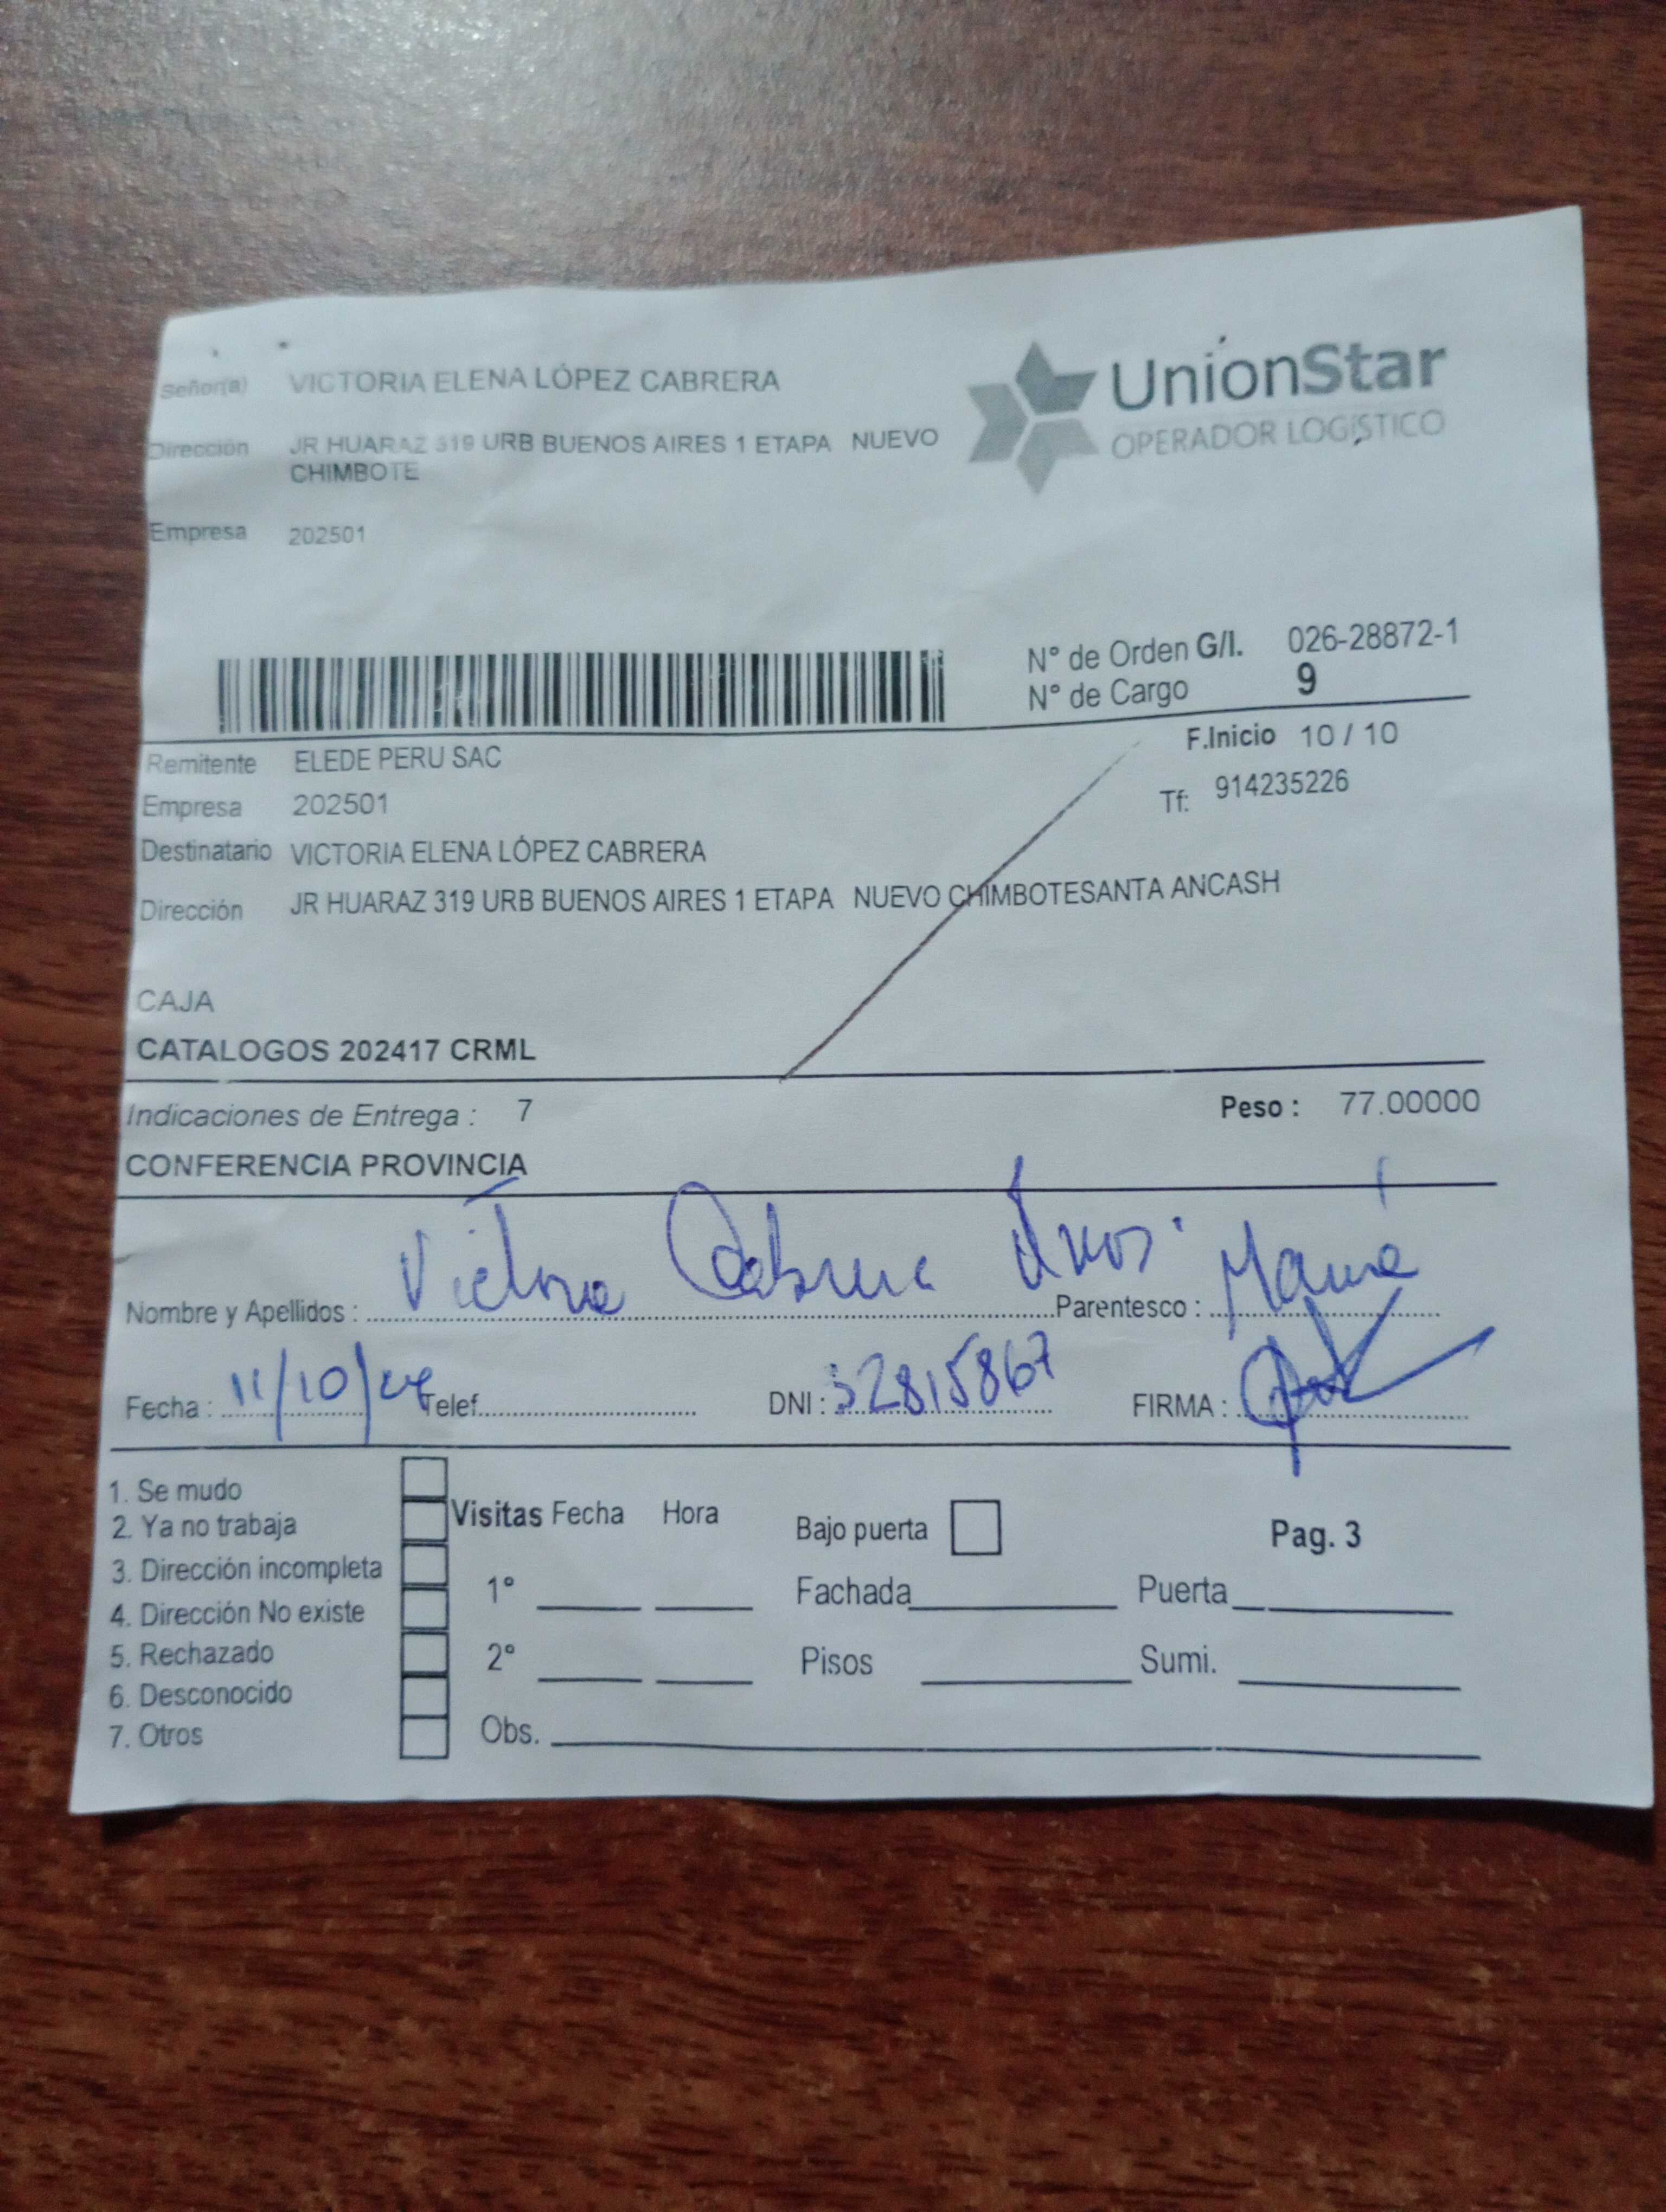 Señor(a) VICTORIA ELENA LÓPEZ CABRERA
UnionStar
OPERADOR LOGÍSTICO
Dirección JR HUARAZ 319 URB BUENOS AIRES 1 ETAPA NUEVO
CHIMBOTE
Empresa 202501
N° de Orden G/I. 026-28872-1
N° de Cargo 9
Remitente ELEDE PERU SAC
F.Inicio 10 / 10
Empresa 202501
Tf: 914235226
Destinatario VICTORIA ELENA LÓPEZ CABRERA
Dirección JR HUARAZ 319 URB BUENOS AIRES 1 ETAPA NUEVO CHIMBOTESANTA ANCASH
CAJA
CATALOGOS 202417 CRML
Indicaciones de Entrega : 7 Peso : 77.00000
CONFERENCIA PROVINCIA
Nombre y Apellidos : Victoria Cabrera Parentesco : Mamá
Fecha : 11/10/24 Telef. DNI : 32815867 FIRMA :
1. Se mudo
2. Ya no trabaja
3. Dirección incompleta
4. Dirección No existe
5. Rechazado
6. Desconocido
7. Otros
Visitas Fecha Hora
1°
2°
Obs.
Bajo puerta Pag. 3
Fachada Puerta
Pisos Sumi.